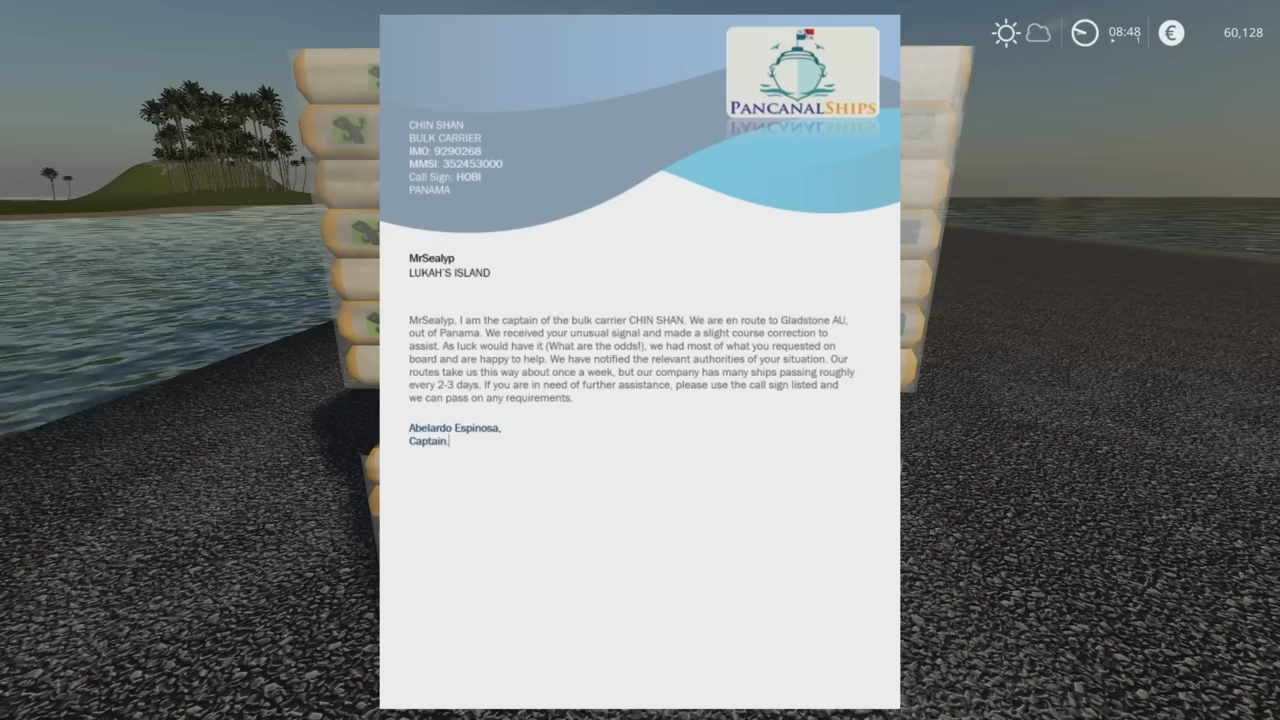 08:48
60,128
PANCANALSHIPS
CHIN SHAN
BULK CARRIER
IMO: 9290268
MMSI: 352453000
Call Sign: HOBI
PANAMA
MrSealyp
LUKAH'S ISLAND
MrSealyp, I am the captain of the bulk carrier CHIN SHAN. We are en route to Gladstone AU,
out of Panama. We received your unusual signal and made a slight course correction to
assist. As luck would have it (What are the odds!), we had most of what you requested on
board and are happy to help. We have notified the relevant authorities of your situation. Our
routes take us this way about once a week, but our company has many ships passing roughly
every 2-3 days. If you are in need of further assistance, please use the call sign listed and
we can pass on any requirements.
Abelardo Espinosa,
Captain.